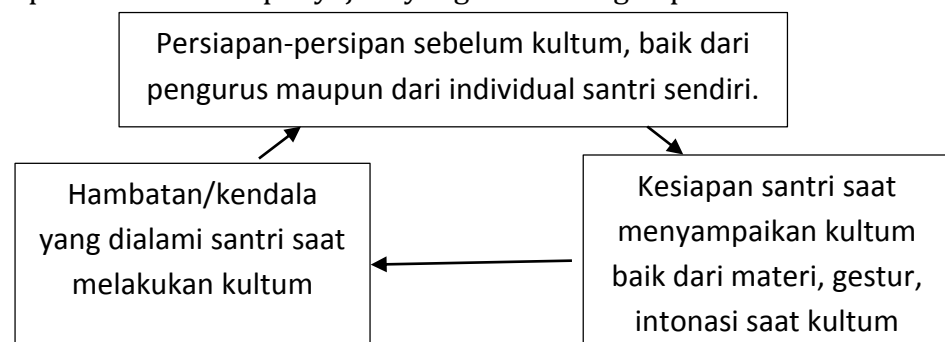 Persiapan-persipan sebelum kultum, baik dari
pengurus maupun dari individual santri sendiri.
Hambatan/kendala
yang dialami santri saat
melakukan kultum
Kesiapan santri saat
menyampaikan kultum
baik dari materi, gestur,
intonasi saat kultum